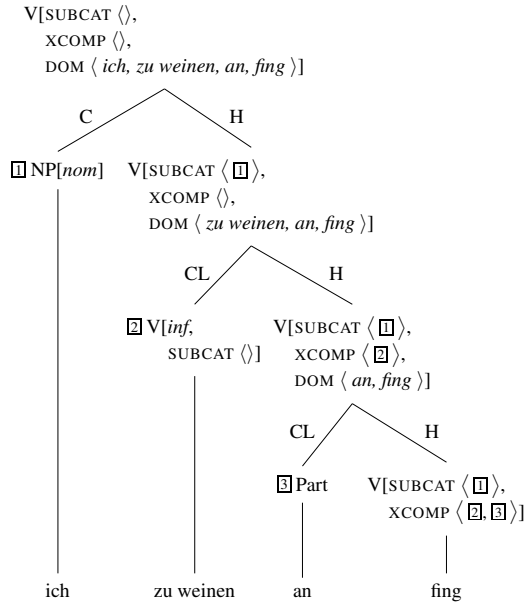 V[SUBCAT ⟨⟩,
XCOMP ⟨⟩,
DOM ⟨ ich, zu weinen, an, fing ⟩]
C H
1 NP[nom] V[SUBCAT ⟨ 1 ⟩,
XCOMP ⟨⟩,
DOM ⟨ zu weinen, an, fing ⟩]
CL H
2 V[inf, V[SUBCAT ⟨ 1 ⟩,
SUBCAT ⟨⟩] XCOMP ⟨ 2 ⟩,
DOM ⟨ an, fing ⟩]
CL H
3 Part V[SUBCAT ⟨ 1 ⟩,
XCOMP ⟨ 2, 3 ⟩]
ich zu weinen an fing